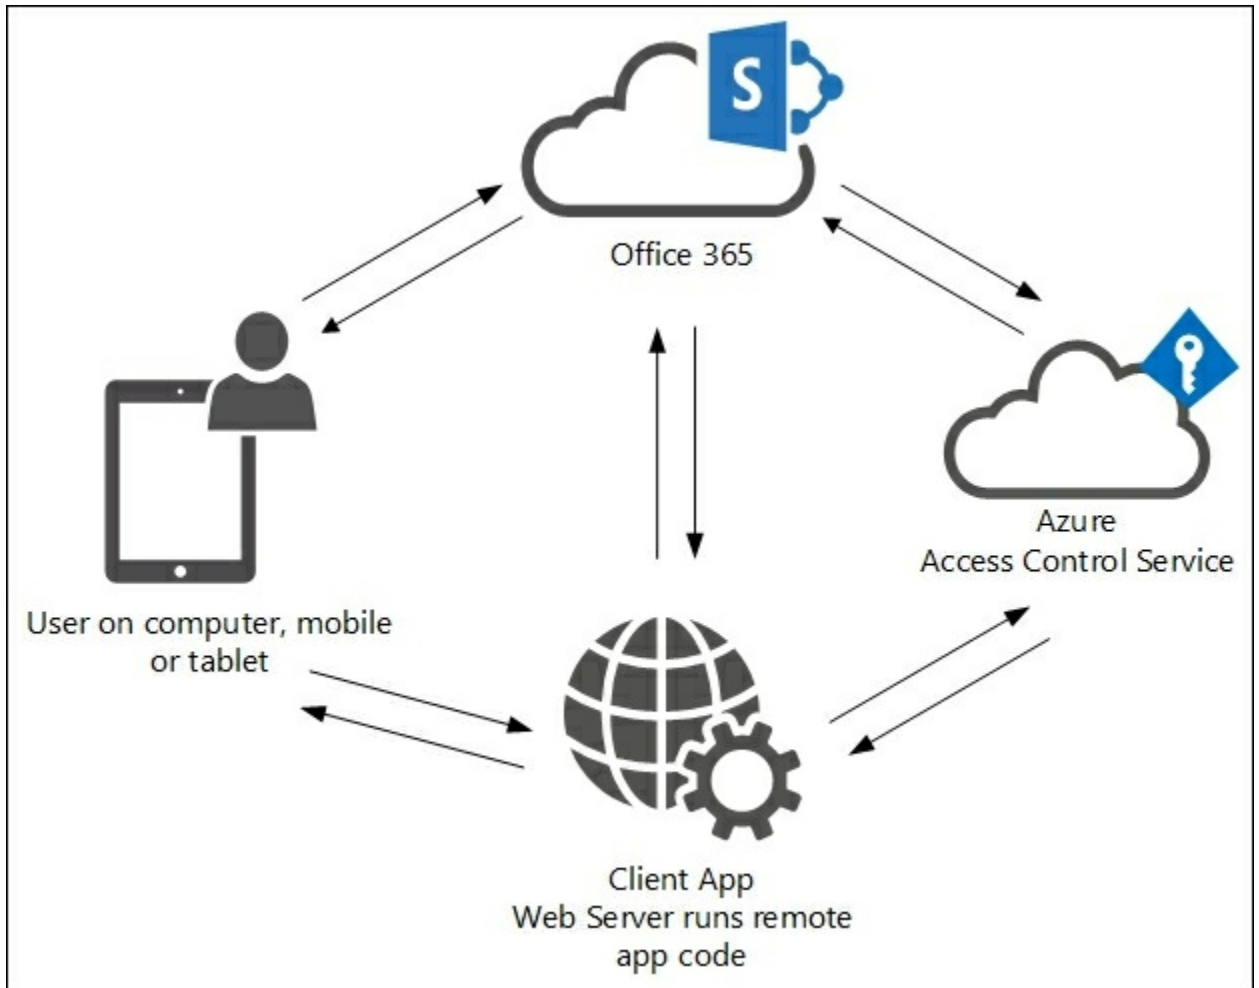 S
Office 365
Azure
Access Control Service
User on computer, mobile
or tablet
Client App
Web Server runs remote
app code